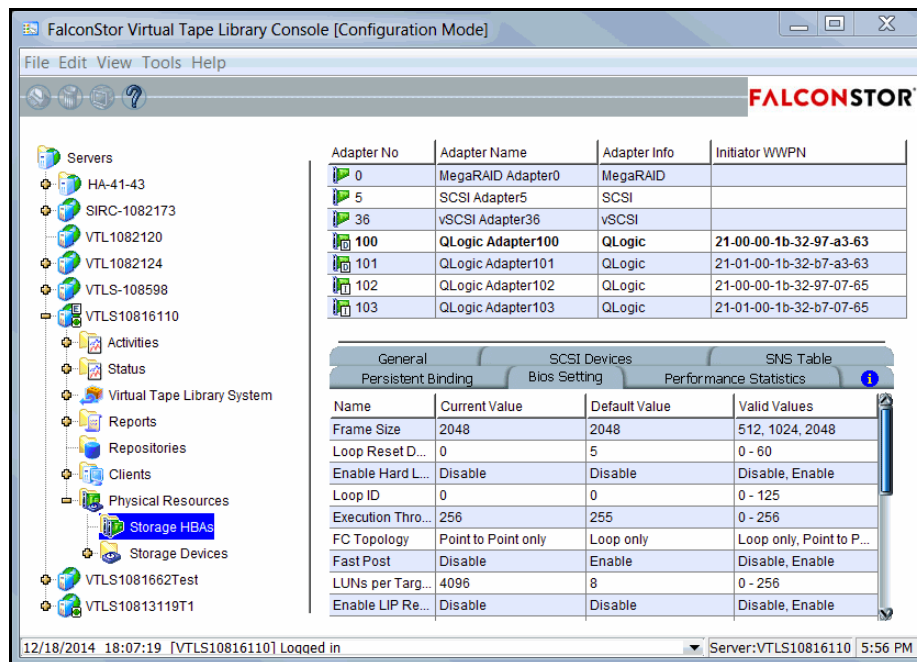 FalconStor Virtual Tape Library Console [Configuration Mode]
File Edit View Tools Help
FALCONSTOR
Servers
HA-41-43
SIRC-1082173
VTL1082120
VTL1082124
VTLS-108598
VTLS10816110
Activities
Status
Virtual Tape Library System
Reports
Repositories
Clients
Physical Resources
Storage HBAs
Storage Devices
VTLS1081662Test
VTLS10813119T1
Adapter No Adapter Name Adapter Info Initiator WWPN
0 MegaRAID Adapter0 MegaRAID
5 SCSI Adapter5 SCSI
36 vSCSI Adapter36 vSCSI
100 QLogic Adapter100 QLogic 21-00-00-1b-32-97-a3-63
101 QLogic Adapter101 QLogic 21-01-00-1b-32-b7-a3-63
102 QLogic Adapter102 QLogic 21-00-00-1b-32-97-07-65
103 QLogic Adapter103 QLogic 21-01-00-1b-32-b7-07-65
General SCSI Devices SNS Table
Persistent Binding Bios Setting Performance Statistics
Name Current Value Default Value Valid Values
Frame Size 2048 2048 512, 1024, 2048
Loop Reset D... 0 5 0 - 60
Enable Hard L... Disable Disable Disable, Enable
Loop ID 0 0 0 - 125
Execution Thro... 256 255 0 - 256
FC Topology Point to Point only Loop only Loop only, Point to P...
Fast Post Disable Enable Disable, Enable
LUNs per Targ... 4096 8 0 - 256
Enable LIP Re... Disable Disable Disable, Enable
12/18/2014 18:07:19 [VTLS10816110] Logged in Server:VTLS10816110 5:56 PM